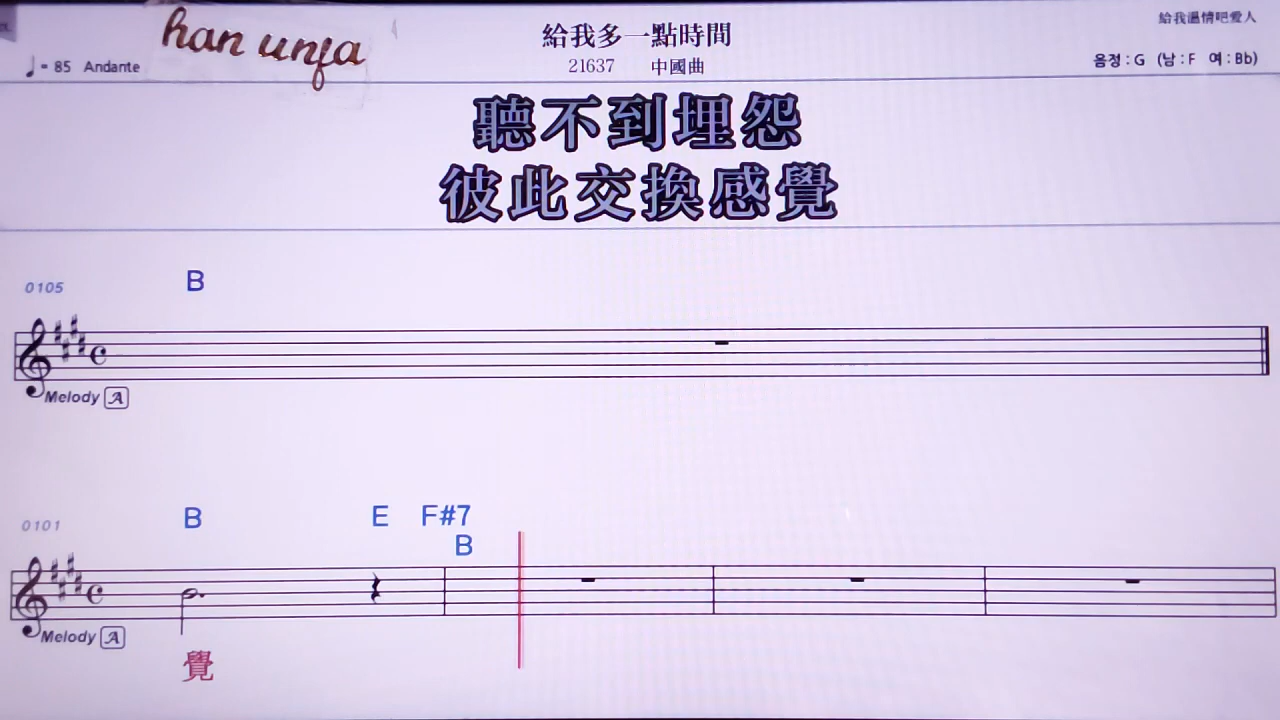 han unfa
給我多一點時間
給我溫情吧愛人
♩= 85 Andante
21637 中國曲
음정 : G (남 : F 여 : Bb)
聽不到埋怨
彼此交換感覺
0105
B
Melody A
0101
B E F#7
B
Melody A
覺